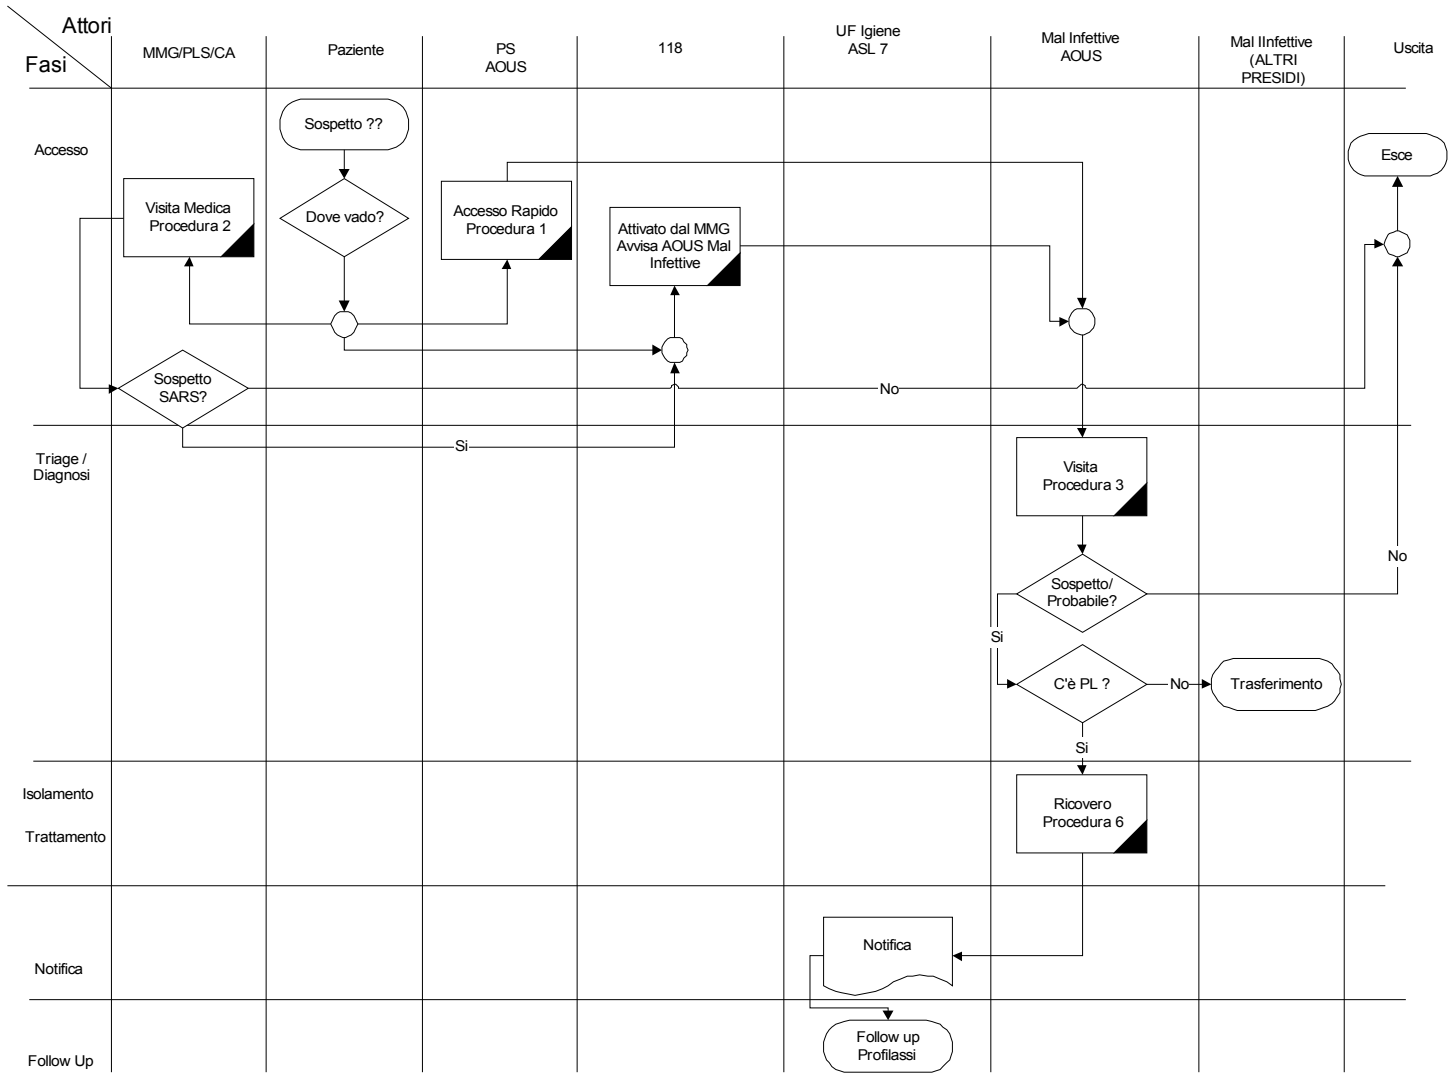 Attori
Fasi
MMG/PLS/CA
Paziente
PS
AOUS
118
UF Igiene
ASL 7
Mal Infettive
AOUS
Mal IInfettive
(ALTRI
PRESIDI)
Uscita
Accesso
Sospetto ??
Esce
Visita Medica
Procedura 2
Dove vado?
Accesso Rapido
Procedura 1
Attivato dal MMG
Avvisa AOUS Mal
Infettive
Sospetto
SARS?
No
Si
Triage /
Diagnosi
Visita
Procedura 3
No
Sospetto/
Probabile?
Si
C'è PL ?
No
Trasferimento
Si
Isolamento
Trattamento
Ricovero
Procedura 6
Notifica
Notifica
Follow Up
Follow up
Profilassi